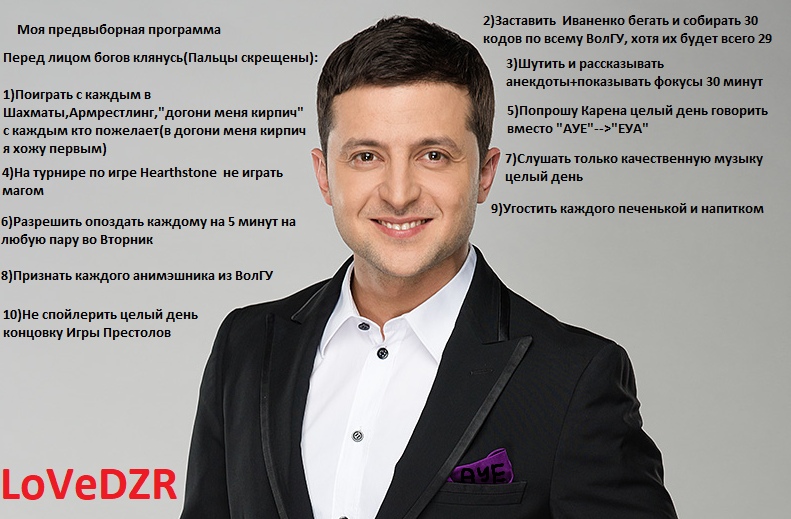 Моя предвыборная программа
Перед лицом богов клянусь(Пальцы скрещены):
1)Поиграть с каждым в
Шахматы,Армрестлинг,"догони меня кирпич"
с каждым кто пожелает(в догони меня кирпич
я хожу первым)
2)Заставить  Иваненко бегать и собирать 30
кодов по всему ВолГУ, хотя их будет всего 29
3)Шутить и рассказывать
анекдоты+показывать фокусы 30 минут
4)На турнире по игре Hearthstone  не играть
магом
5)Попрошу Карена целый день говорить
вместо "АУЕ"-->"ЕУА"
6)Разрешить опоздать каждому на 5 минут на
любую пару во Вторник
7)Слушать только качественную музыку
целый день
8)Признать каждого анимэшника из ВолГУ
9)Угостить каждого печенькой и напитком
10)Не спойлерить целый день
концовку Игры Престолов
АУЕ
LoVeDZR